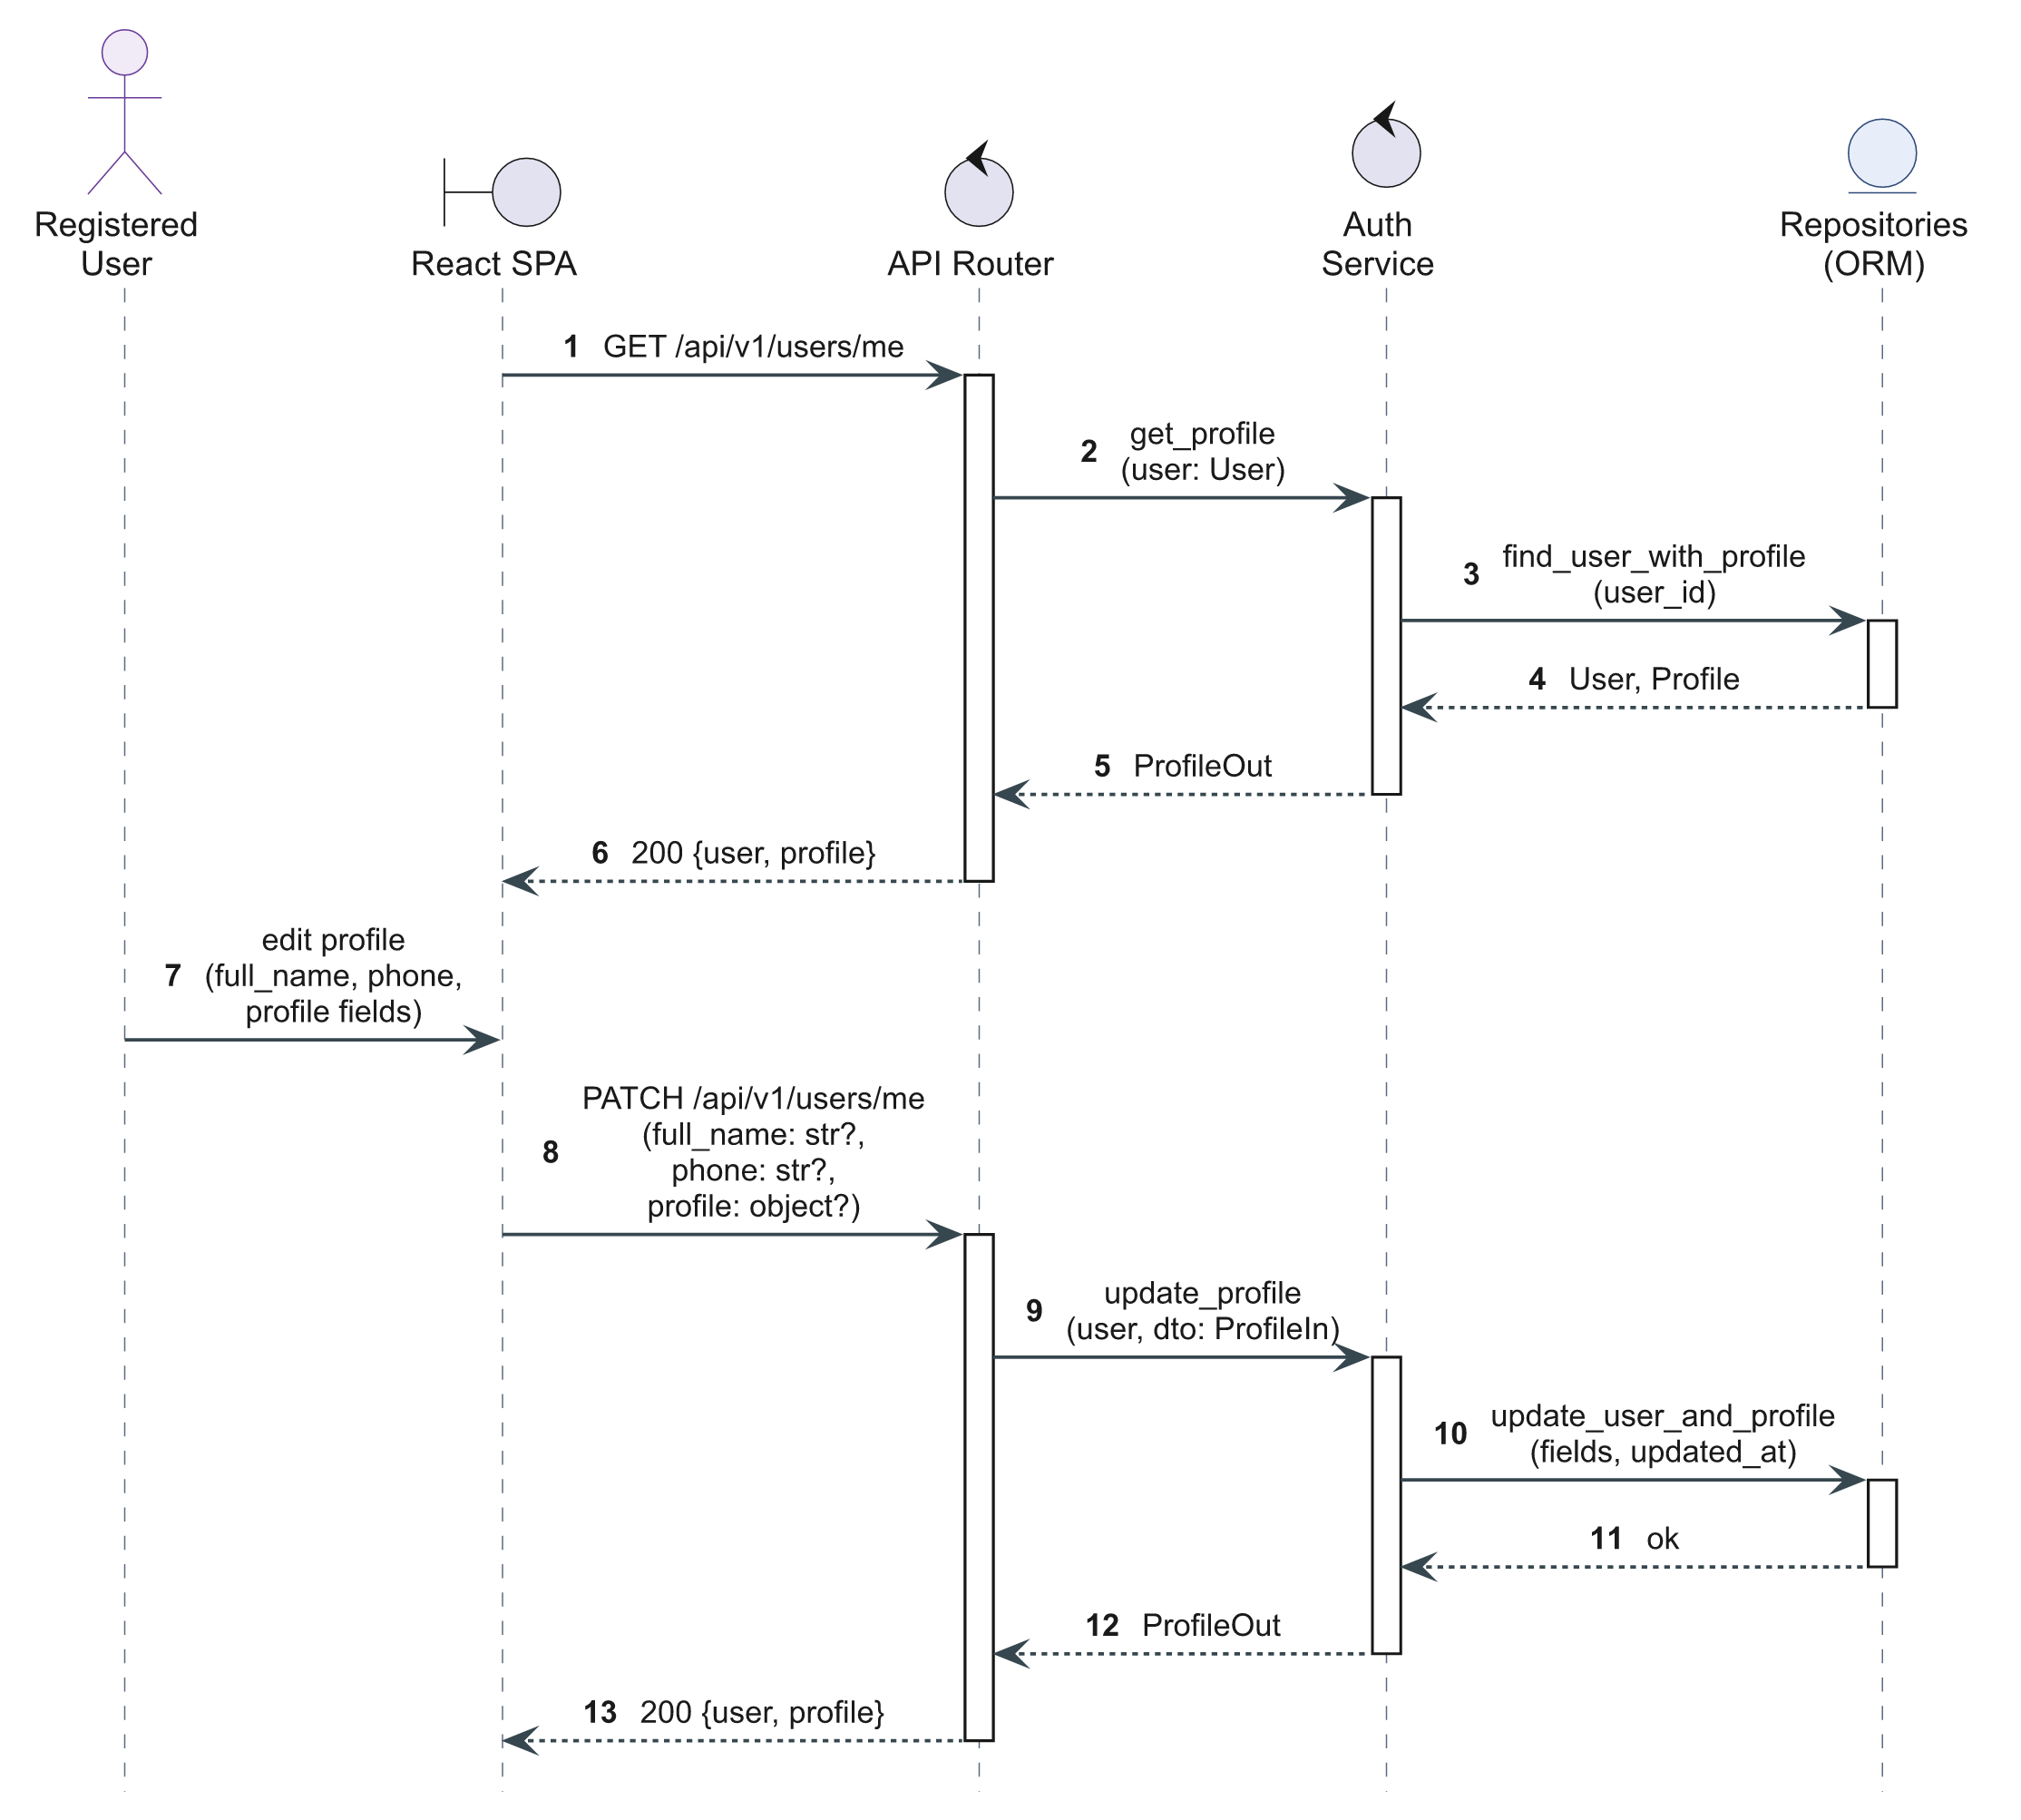 Registered
User
React SPA
API Router
Auth
Service
Repositories
(ORM)
1 GET /api/v1/users/me
2 get_profile
(user: User)
3 find_user_with_profile
(user_id)
4 User, Profile
5 ProfileOut
6 200 {user, profile}
7 edit profile
(full_name, phone,
profile fields)
8 PATCH /api/v1/users/me
(full_name: str?,
phone: str?,
profile: object?)
9 update_profile
(user, dto: ProfileIn)
10 update_user_and_profile
(fields, updated_at)
11 ok
12 ProfileOut
13 200 {user, profile}